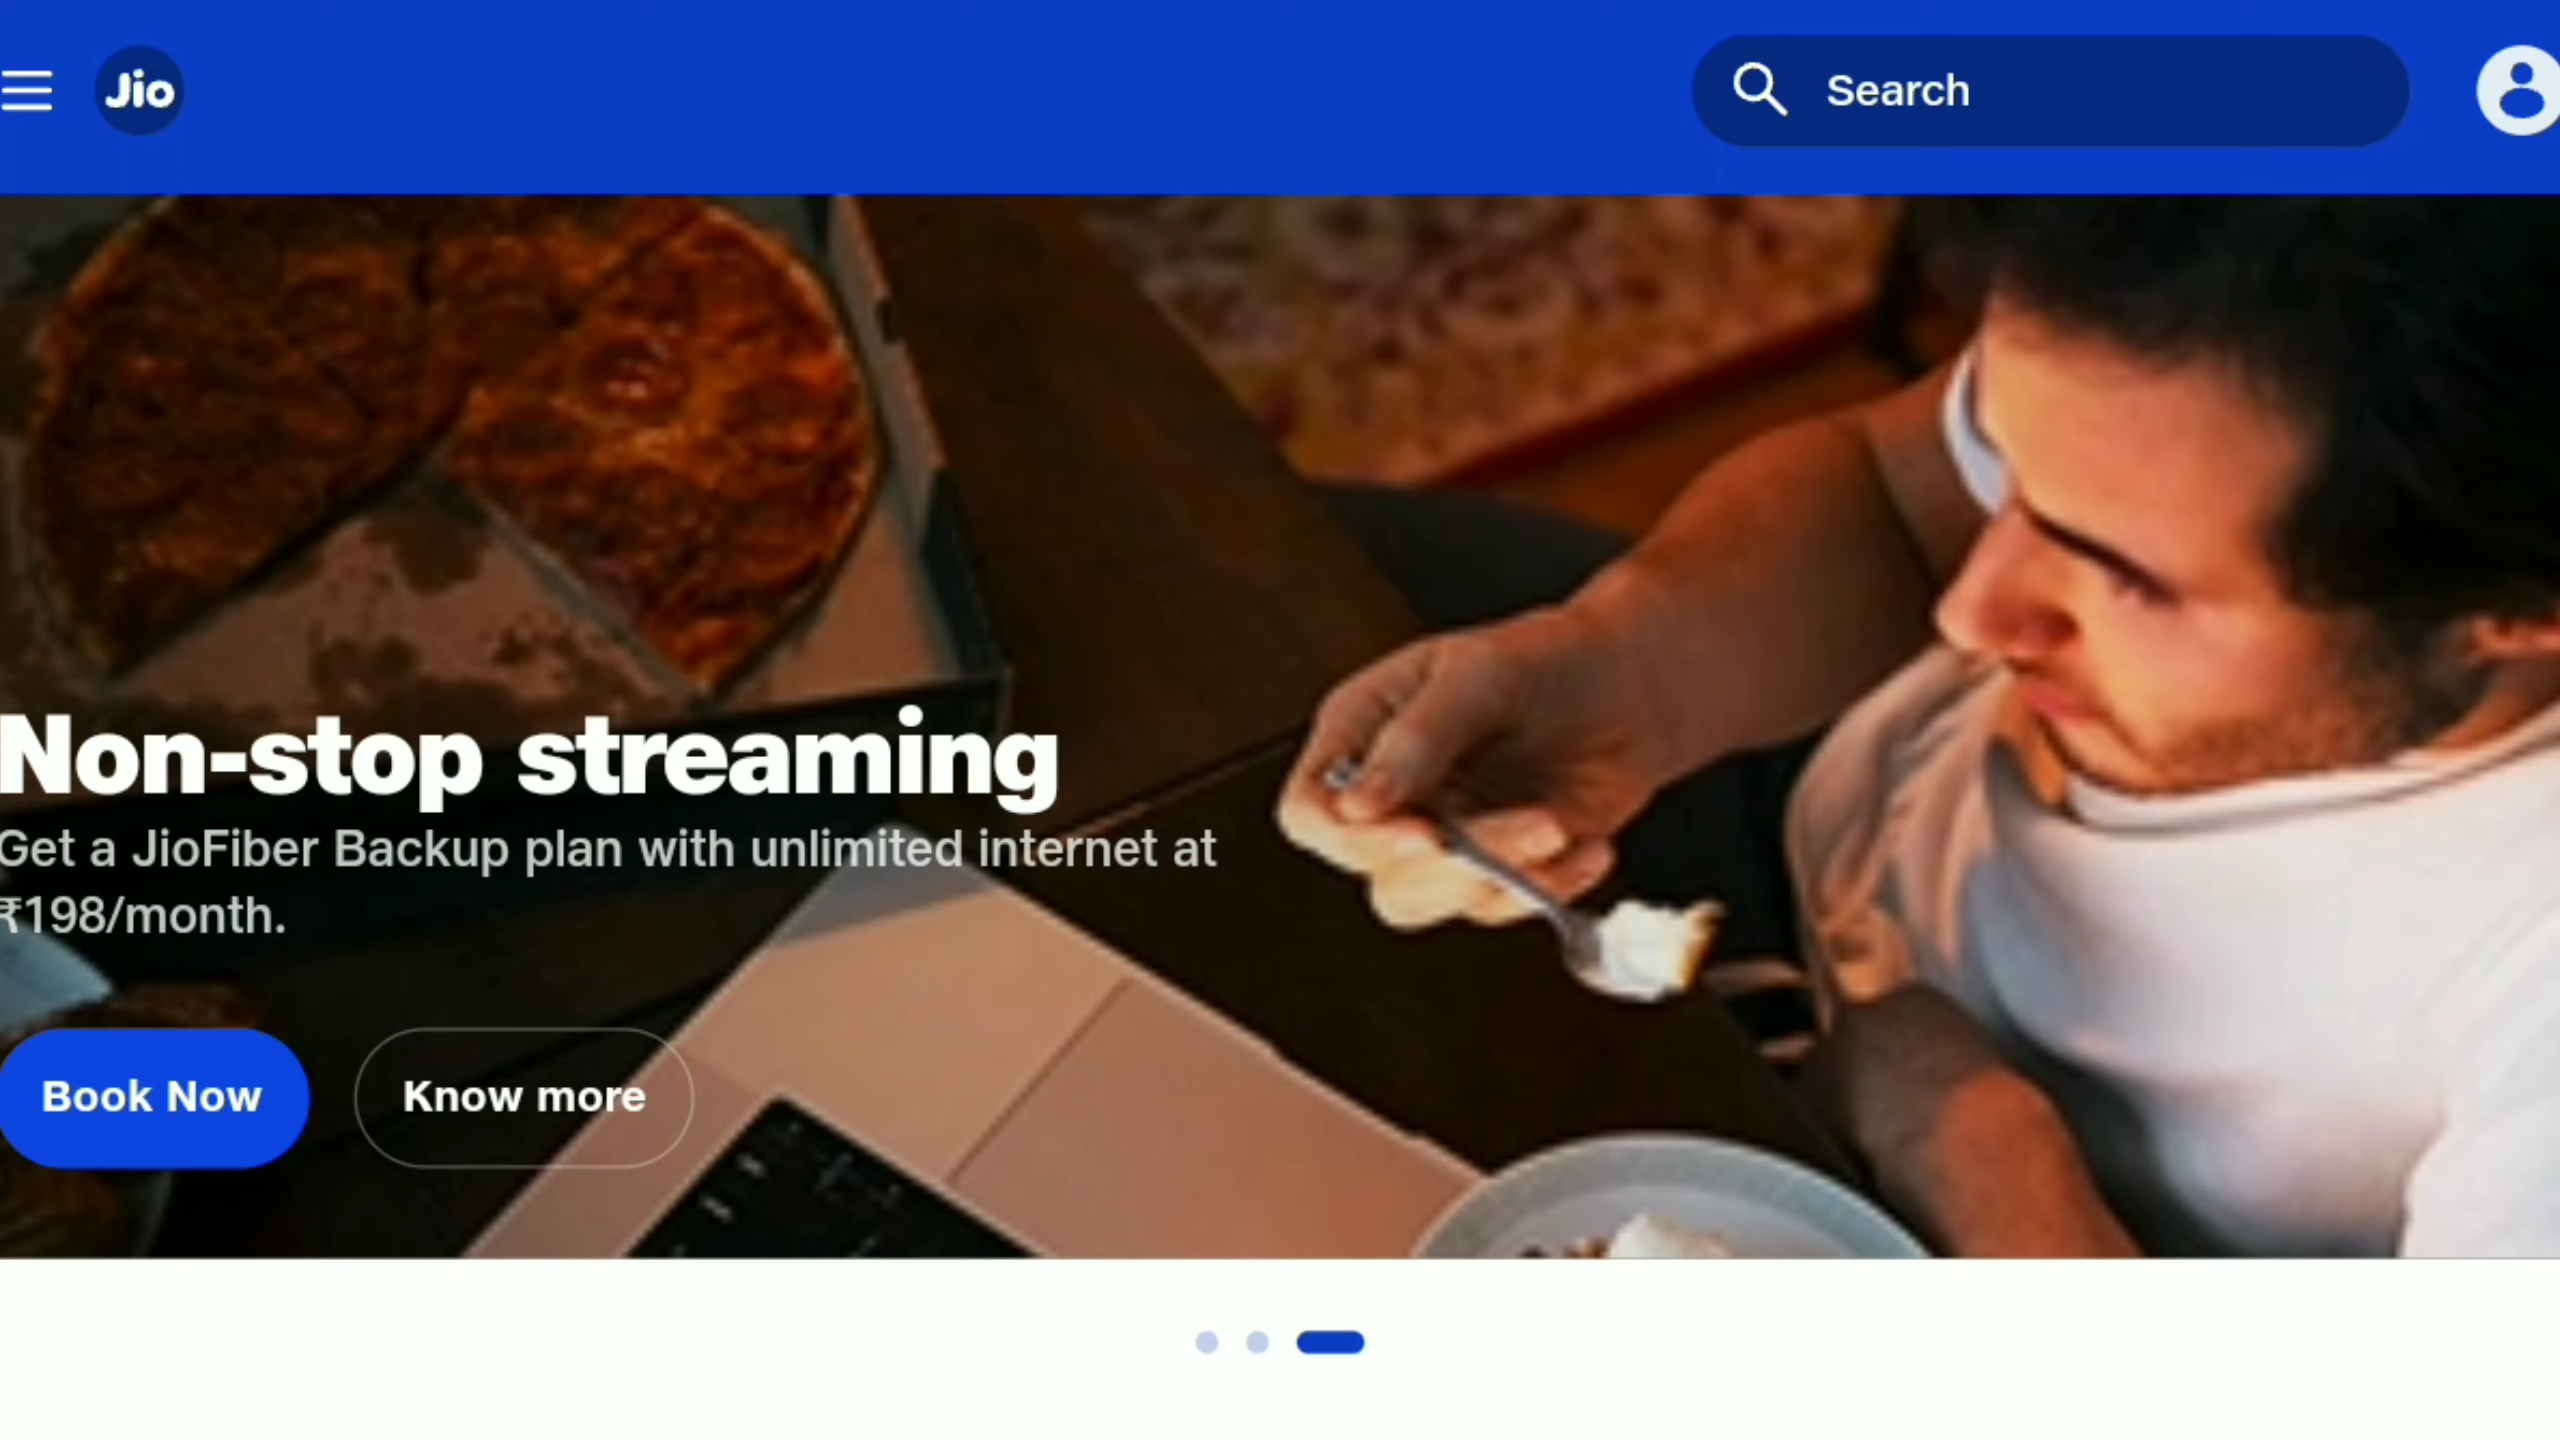 Jio
Search
Non-stop streaming
Get a JioFiber Backup plan with unlimited internet at
₹198/month.
Book Now
Know more